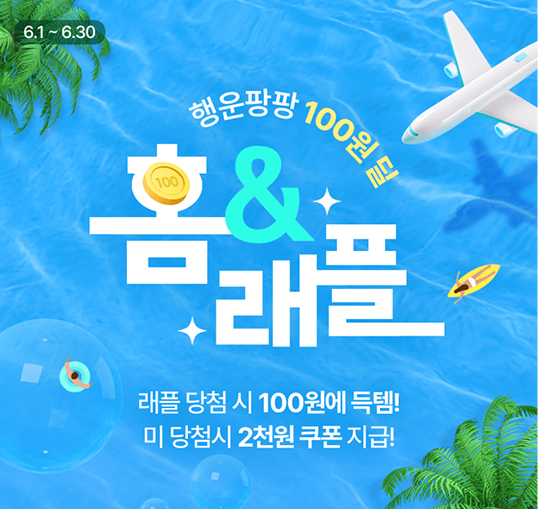 6.1 ~ 6.30
행운팡팡 100원 딜
홈&
100
래플
래플 당첨 시 100원에 득템!
미 당첨시 2천원 쿠폰 지급!